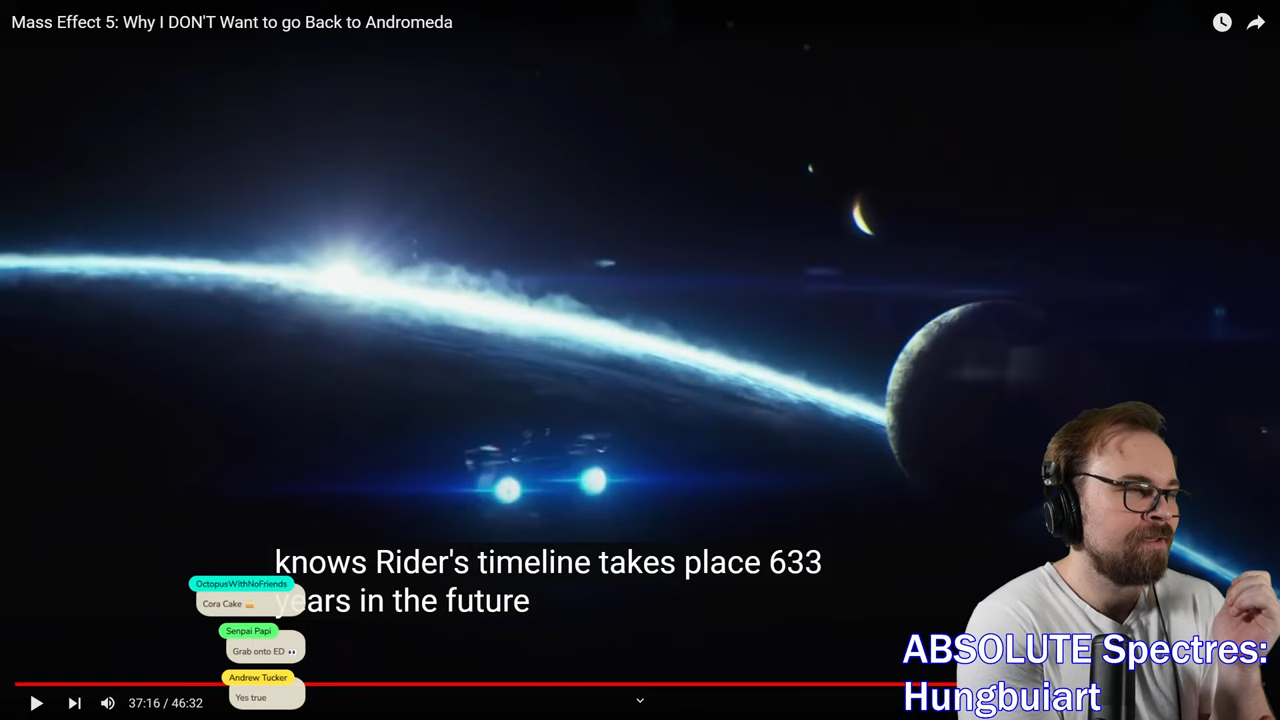 Mass Effect 5: Why I DON'T Want to go Back to Andromeda
knows Rider's timeline takes place 633
years in the future
OctopusWithNoFriends
Cora Cake 🍰
Senpai Papi
Grab onto ED 👀
Andrew Tucker
Yes true
ABSOLUTE Spectres:
Hungbuiart
37:16 / 46:32